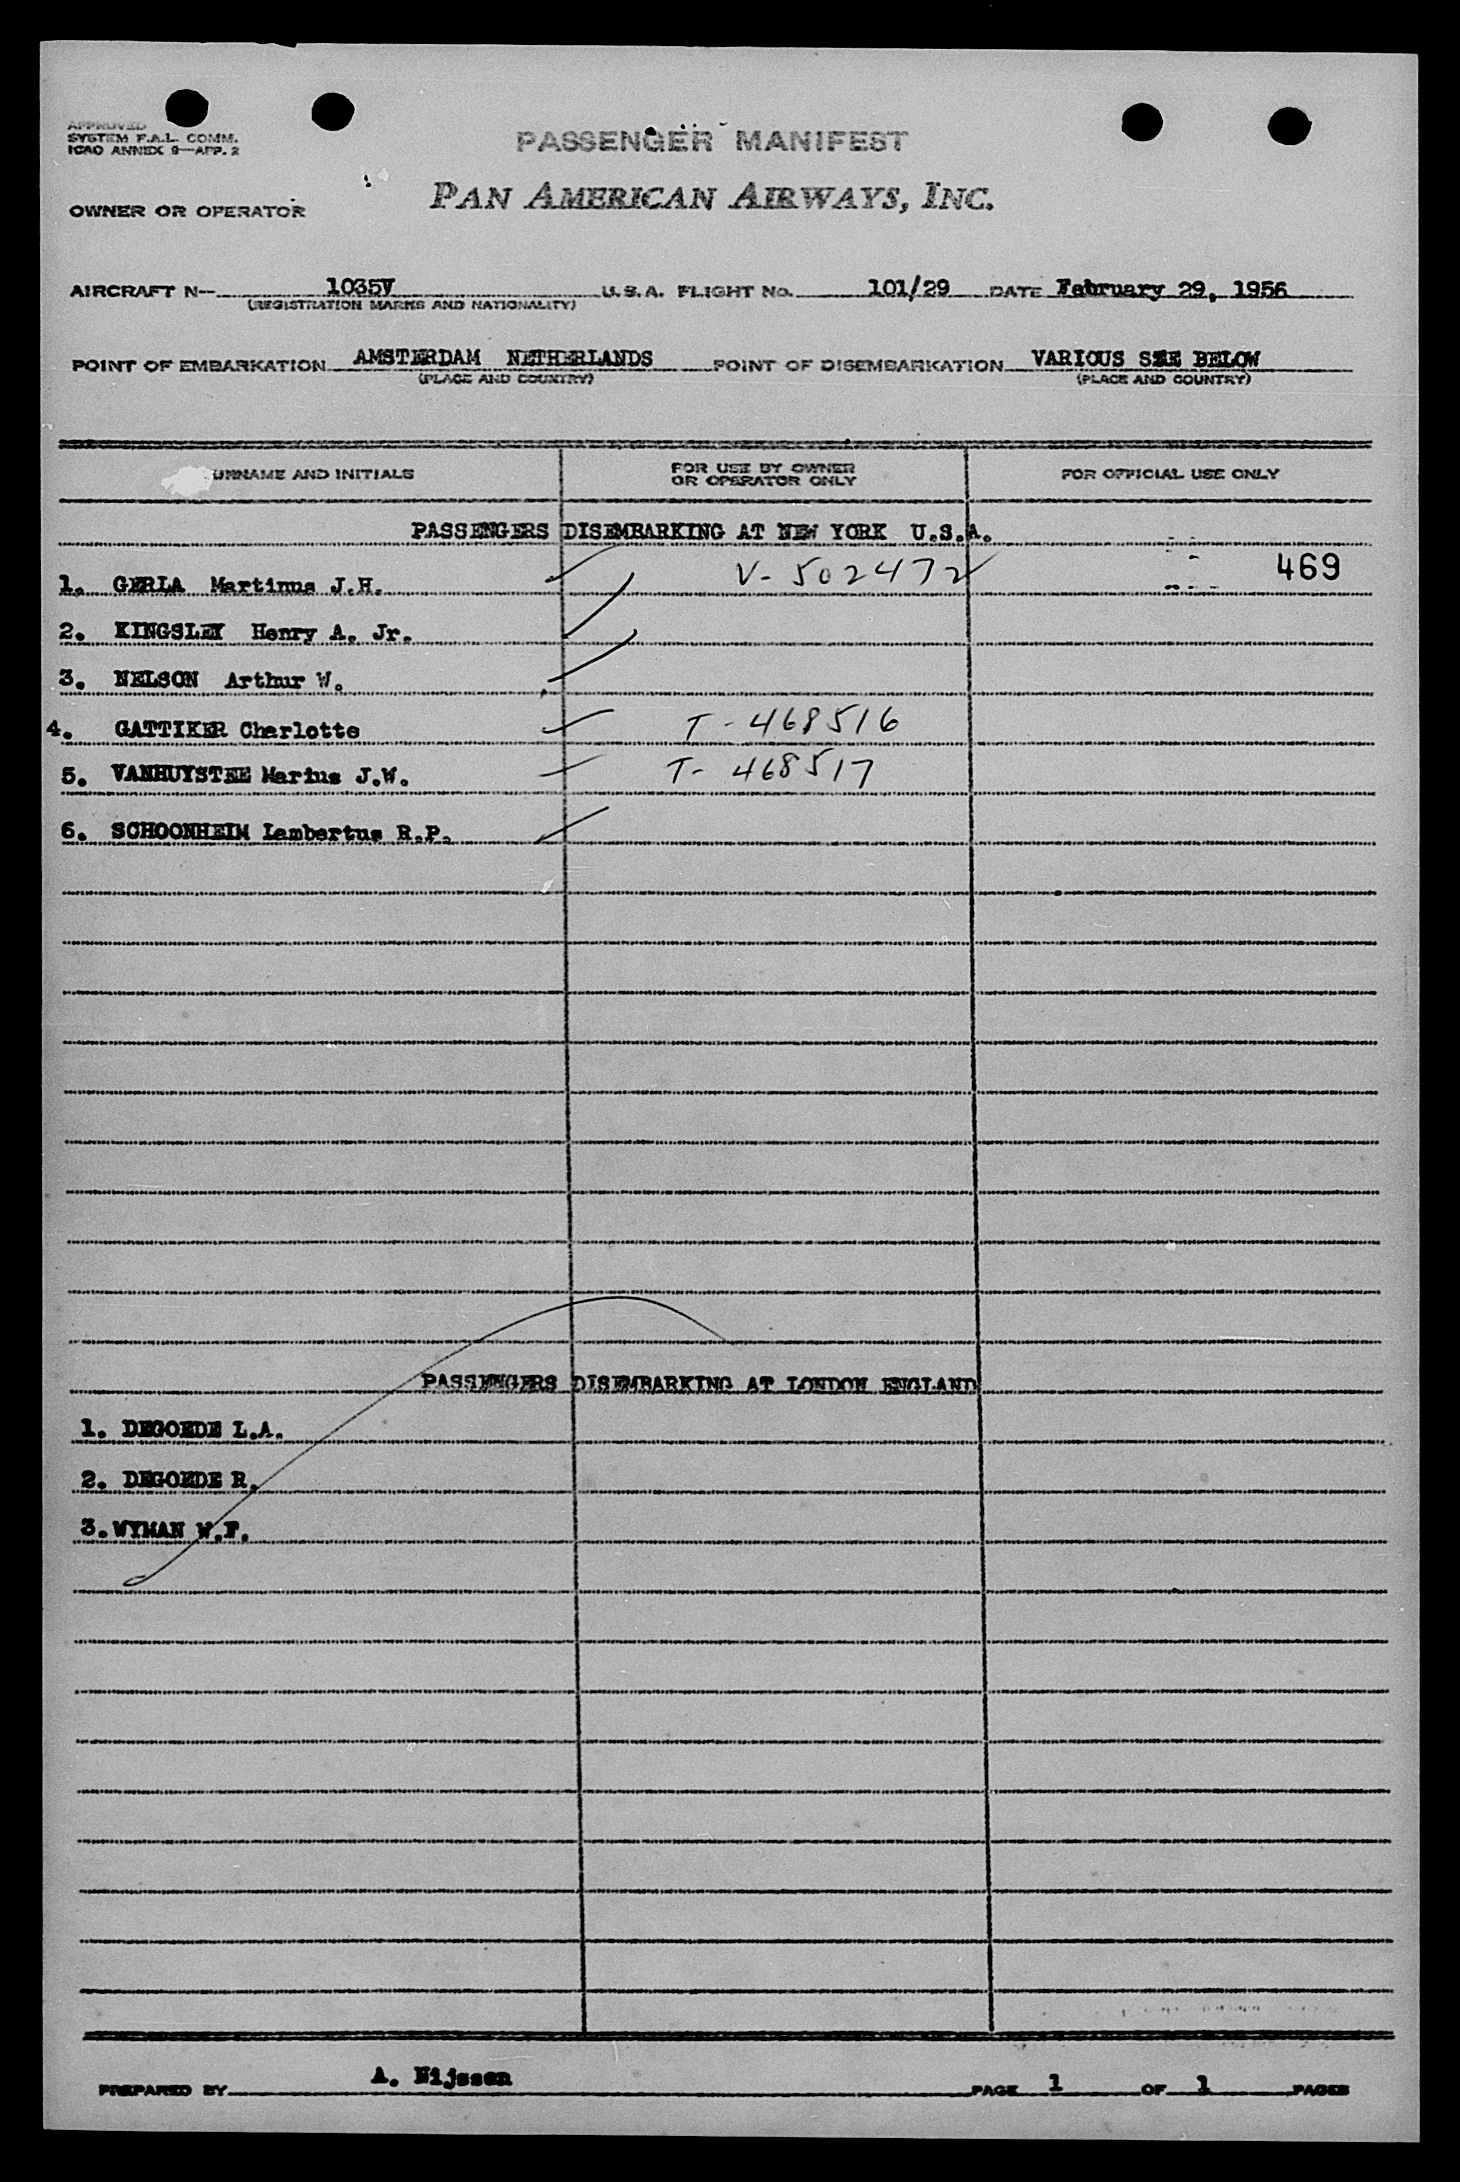 APPROVED
SYSTEM F.A.L. COMM.
ICAO ANNEX 9—APP. 2
PASSENGER MANIFEST
OWNER OR OPERATOR
PAN AMERICAN AIRWAYS, INC.
AIRCRAFT N-- 1035V U.S.A. FLIGHT No. 101/29 DATE February 29, 1956
(REGISTRATION MARKS AND NATIONALITY)
POINT OF EMBARKATION AMSTERDAM NETHERLANDS POINT OF DISEMBARKATION VARIOUS SEE BELOW
(PLACE AND COUNTRY) (PLACE AND COUNTRY)
URNAME AND INITIALS FOR USE BY OWNER OR OPERATOR ONLY FOR OFFICIAL USE ONLY
PASSENGERS DISEMBARKING AT NEW YORK U.S.A.
1. GERLA Martinus J.H. V- 502472 469
2. KINGSLEY Henry A. Jr.
3. NELSON Arthur W.
4. GATTIKER Charlotte T - 468516
5. VANHUYSTEE Marius J.W. T- 468517
6. SCHOONHEIM Lambertus R.P.
PASSENGERS DISEMBARKING AT LONDON ENGLAND
1. DEGOEDE L.A.
2. DEGOEDE R.
3. WYMAN W.F.
PREPARED BY A. Nijssen PAGE 1 OF 1 PAGES